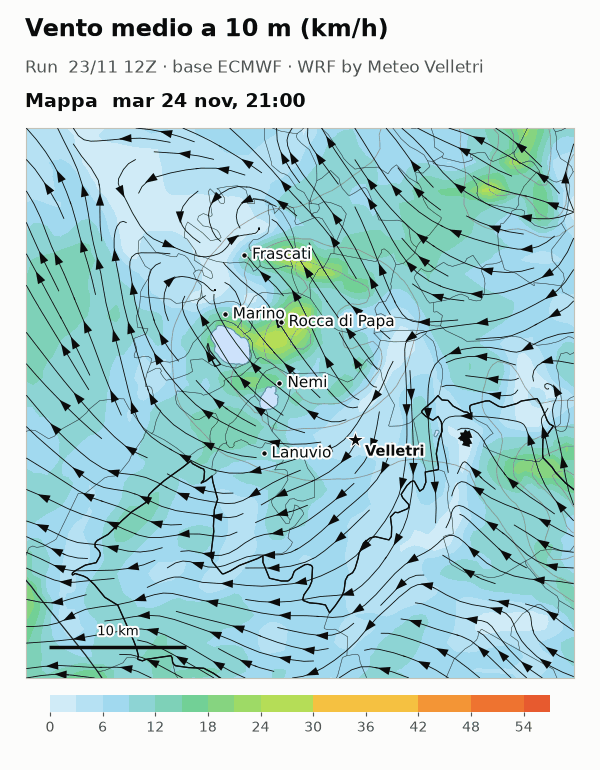 Vento medio a 10 m (km/h)
Run  23/11 12Z · base ECMWF · WRF by Meteo Velletri
Mappa  mar 24 nov, 21:00
Frascati
Marino
Rocca di Papa
Nemi
Velletri
Lanuvio
10 km
0 6 12 18 24 30 36 42 48 54